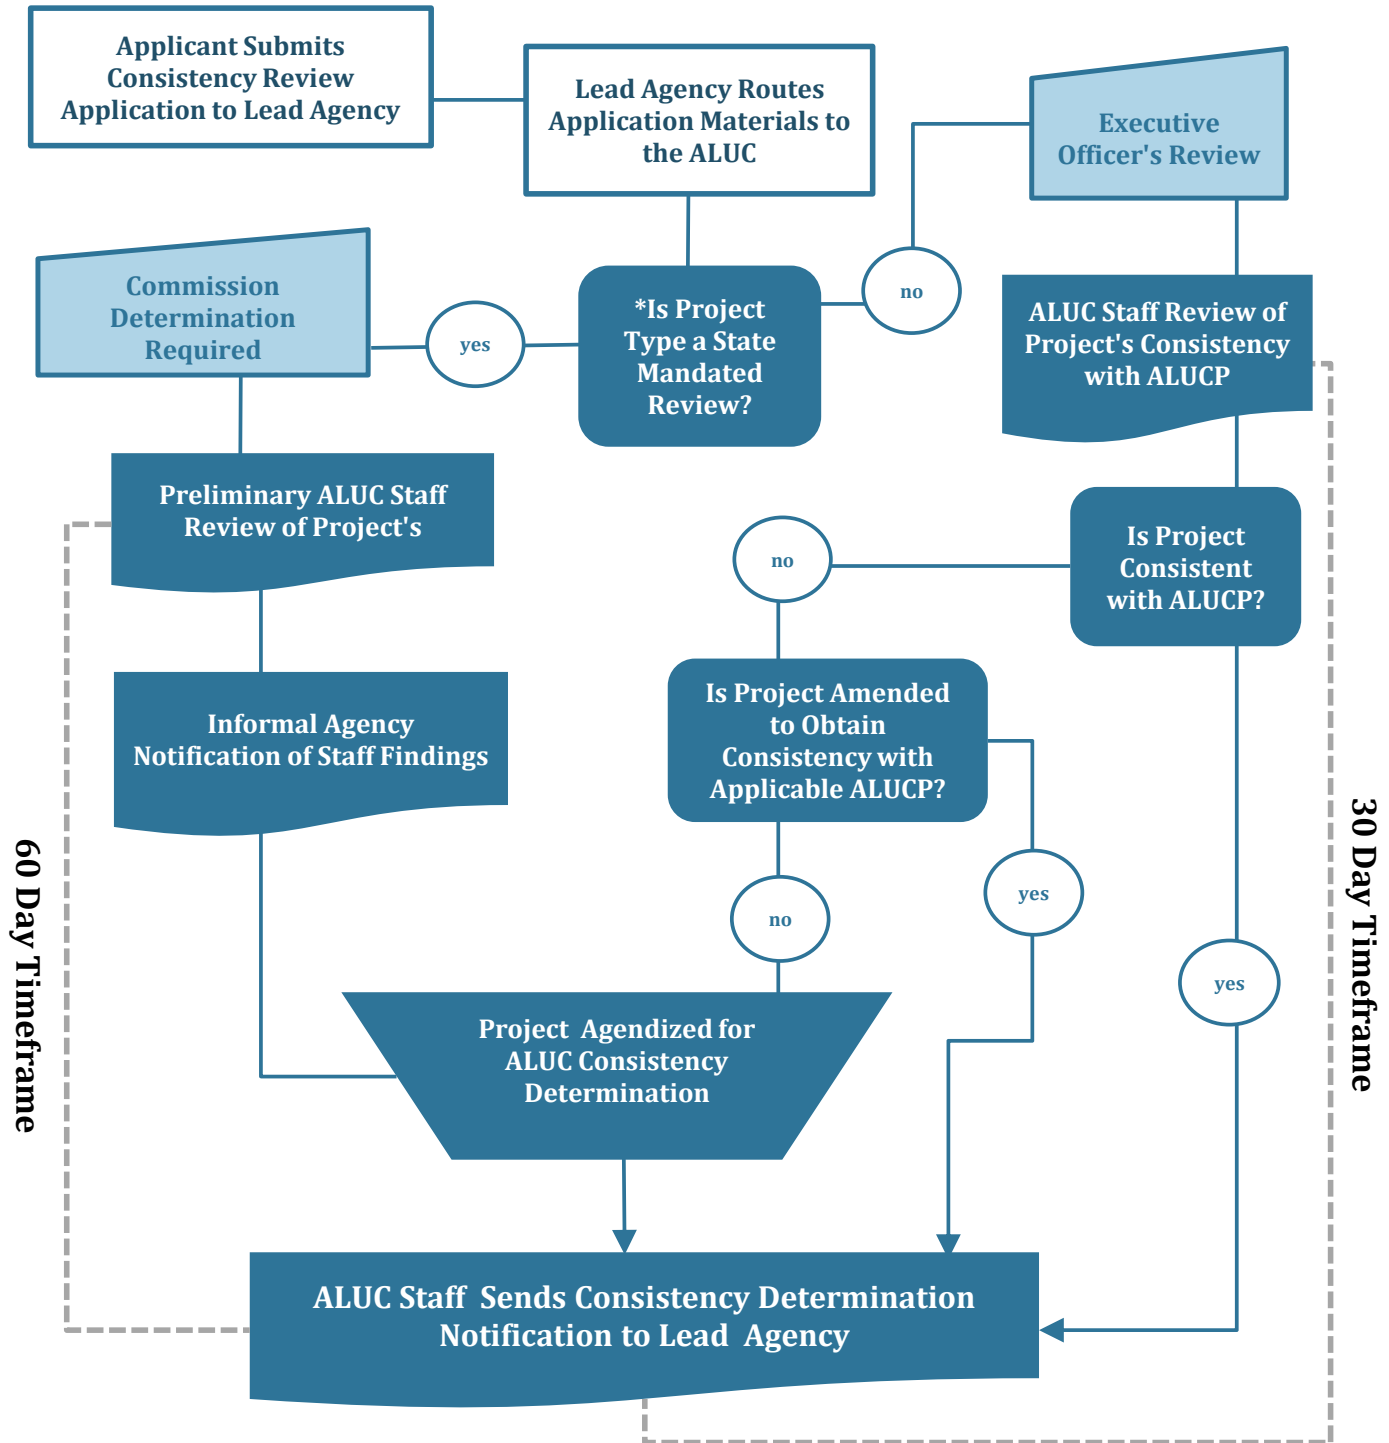 Applicant Submits
Consistency Review
Application to Lead Agency
Lead Agency Routes
Application Materials to
the ALUC
Executive
Officer's Review
Commission
Determination
Required
yes
*Is Project
Type a State
Mandated
Review?
no
ALUC Staff Review of
Project's Consistency
with ALUCP
Preliminary ALUC Staff
Review of Project's
no
Is Project
Consistent
with ALUCP?
Informal Agency
Notification of Staff Findings
Is Project Amended
to Obtain
Consistency with
Applicable ALUCP?
no
yes
yes
60 Day Timeframe
30 Day Timeframe
Project Agendized for
ALUC Consistency
Determination
ALUC Staff Sends Consistency Determination
Notification to Lead Agency